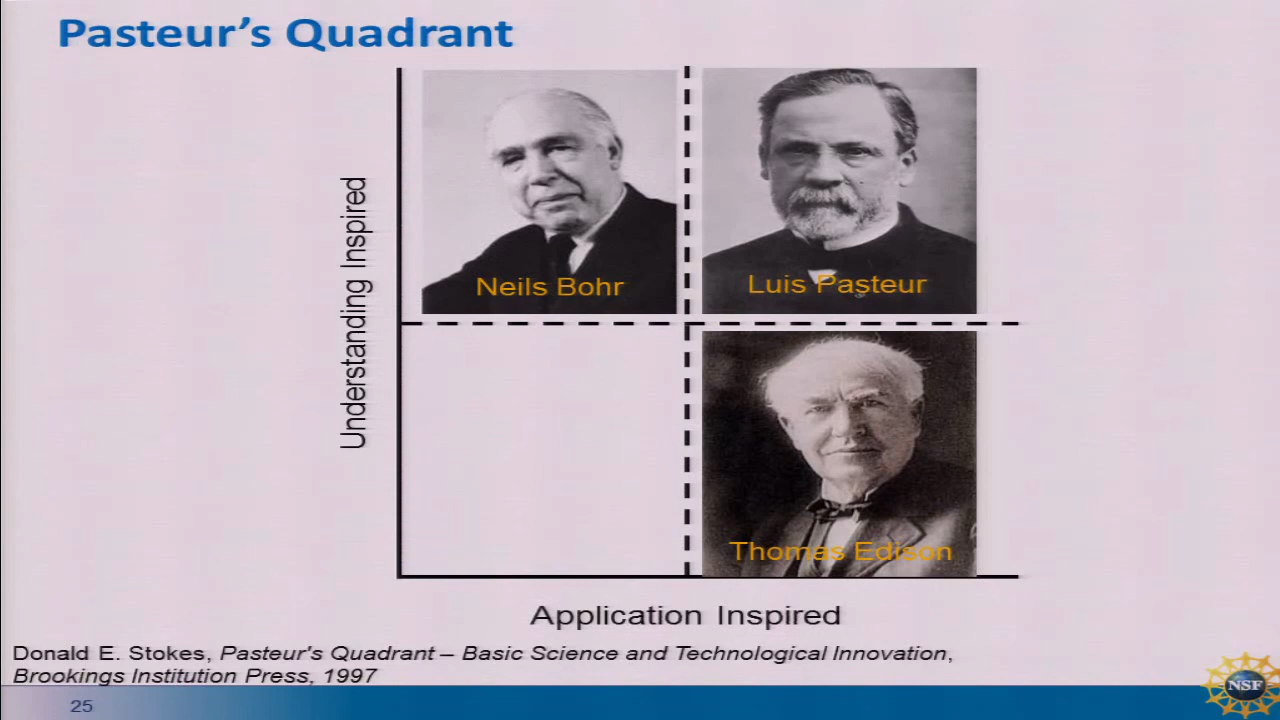 Pasteur's Quadrant
Understanding Inspired
Neils Bohr
Luis Pasteur
Thomas Edison
Application Inspired
Donald E. Stokes, Pasteur's Quadrant – Basic Science and Technological Innovation,
Brookings Institution Press, 1997
25
NSF